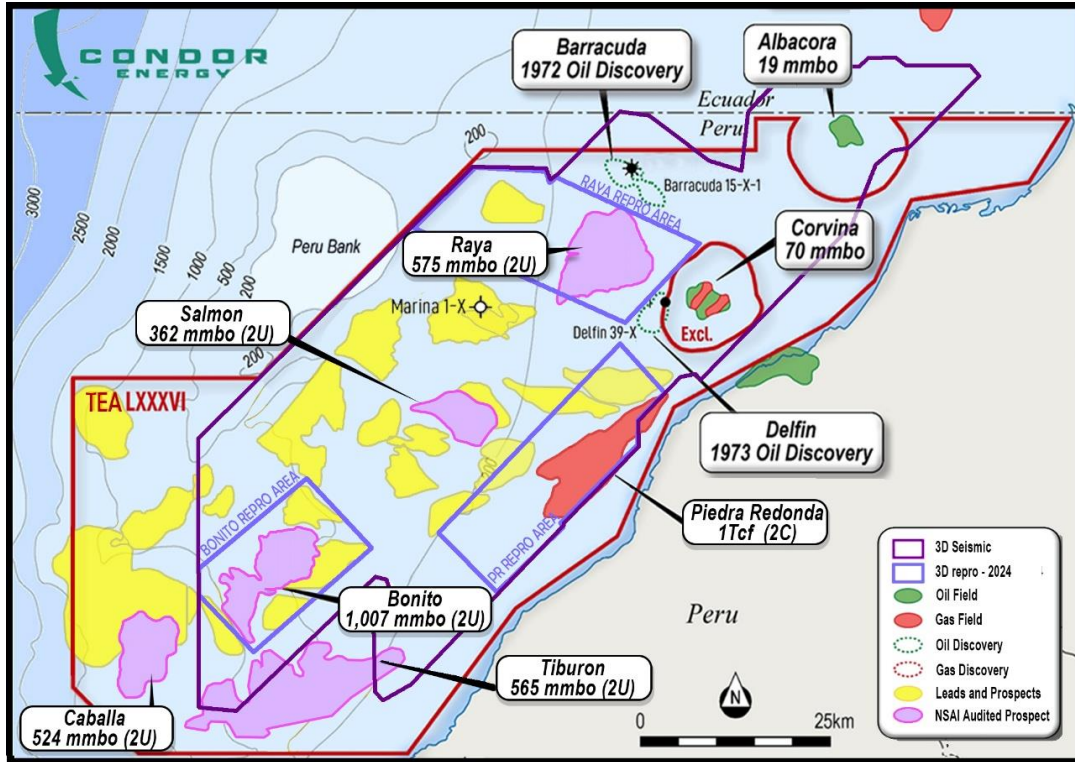 CONDOR
ENERGY
Barracuda
1972 Oil Discovery
Albacora
19 mmbo
Ecuador
Peru
200
3000
2500
2000
1000
500
200
Peru Bank
Barracuda 15-X-1
RAYA REPRO AREA
Raya
575 mmbo (2U)
Corvina
70 mmbo
Marina 1-X
Delfin 39-X
Excl.
Salmon
362 mmbo (2U)
200
TEA LXXXVI
Delfin
1973 Oil Discovery
BONITO REPRO AREA
PR REPRO AREA
Piedra Redonda
1Tcf (2C)
Bonito
1,007 mmbo (2U)
Peru
Tiburon
565 mmbo (2U)
Caballa
524 mmbo (2U)
N
0
25km
3D Seismic
3D repro - 2024
Oil Field
Gas Field
Oil Discovery
Gas Discovery
Leads and Prospects
NSAI Audited Prospect